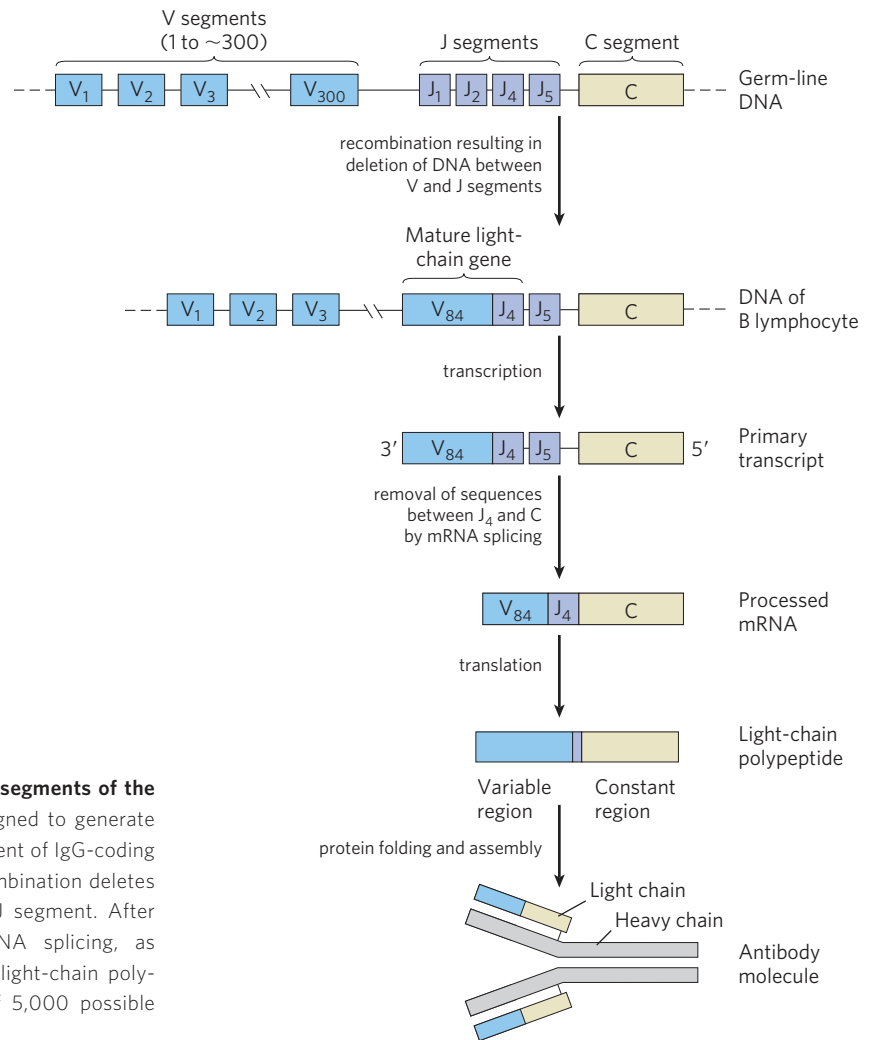 V segments
(1 to ~300)
J segments
C segment
V1 V2 V3 V300 J1 J2 J4 J5 C
Germ-line
DNA
recombination resulting in
deletion of DNA between
V and J segments
Mature light-
chain gene
V1 V2 V3 V84 J4 J5 C
DNA of
B lymphocyte
transcription
3′ V84 J4 J5 C 5′
Primary
transcript
removal of sequences
between J4 and C
by mRNA splicing
V84 J4 C
Processed
mRNA
translation
Light-chain
polypeptide
Variable
region
Constant
region
protein folding and assembly
Light chain
Heavy chain
Antibody
molecule
segments of the
gned to generate
ent of IgG-coding
mbination deletes
J segment. After
NA splicing, as
light-chain poly-
f 5,000 possible